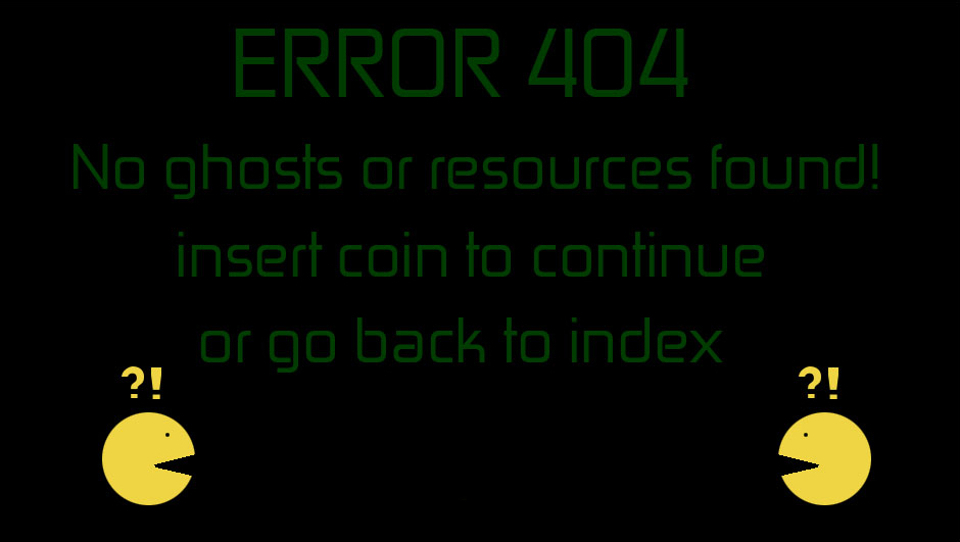 ERROR 404
No ghosts or resources found!
insert coin to continue
or go back to index
?! ?!